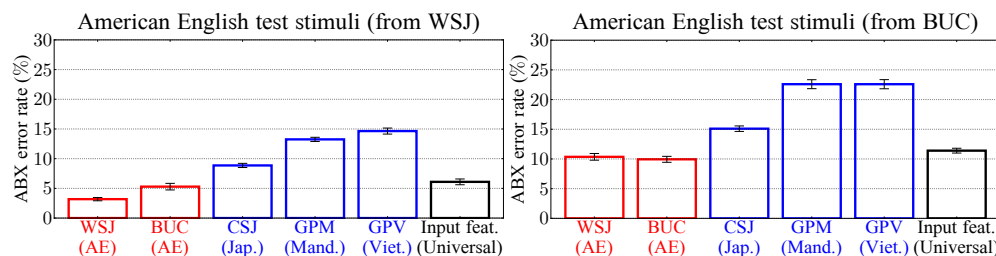 American English test stimuli (from WSJ)
ABX error rate (%)
30
25
20
15
10
5
0
WSJ (AE)
BUC (AE)
CSJ (Jap.)
GPM (Mand.)
GPV (Viet.)
Input feat. (Universal)
American English test stimuli (from BUC)
ABX error rate (%)
30
25
20
15
10
5
0
WSJ (AE)
BUC (AE)
CSJ (Jap.)
GPM (Mand.)
GPV (Viet.)
Input feat. (Universal)